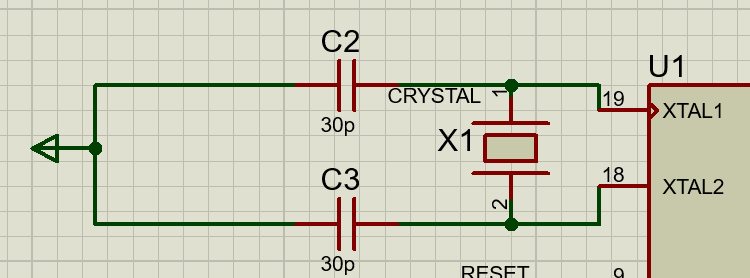 C2
U1
CRYSTAL
1
19
XTAL1
30p
X1
C3
18
XTAL2
2
30p
RESET
9